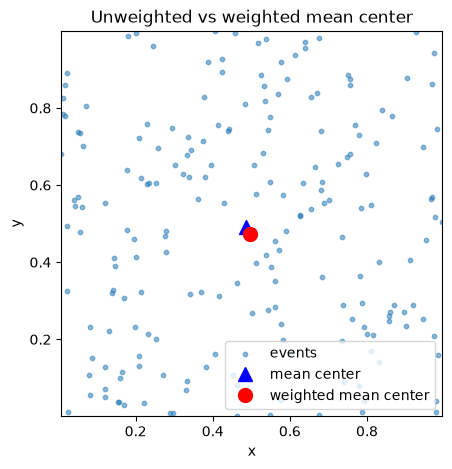 Unweighted vs weighted mean center
y
0.8
0.6
0.4
0.2
events
mean center
weighted mean center
0.2 0.4 0.6 0.8
x